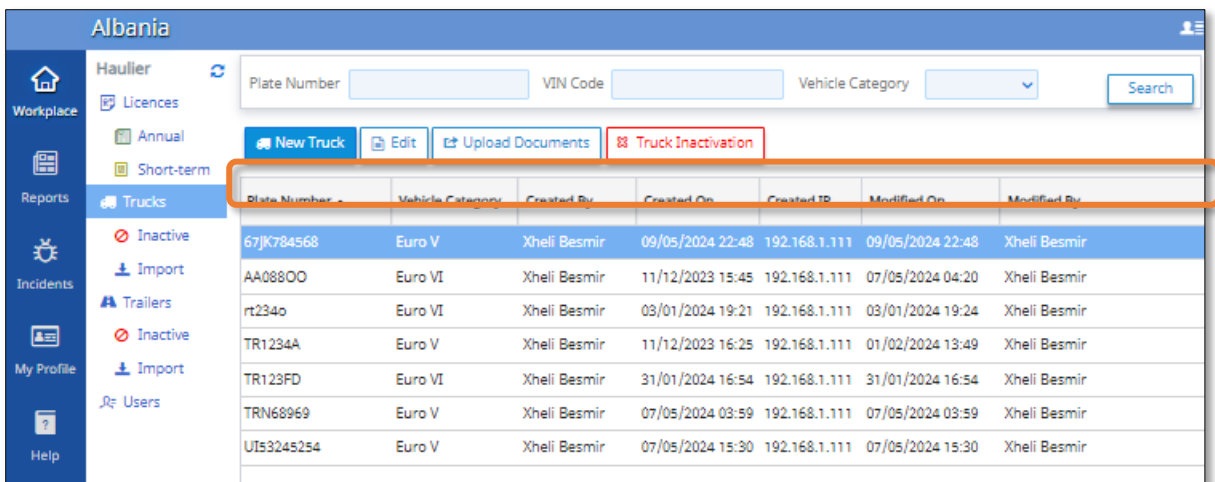 Albania
Workplace
Reports
Incidents
My Profile
Help
Haulier
Licences
Annual
Short-term
Trucks
Inactive
Import
Trailers
Inactive
Import
Users
Plate Number VIN Code Vehicle Category Search
New Truck Edit Upload Documents Truck Inactivation
Plate Number Vehicle Category Created By Created On Created IP Modified On Modified By
67JK784568 Euro V Xheli Besmir 09/05/2024 22:48 192.168.1.111 09/05/2024 22:48 Xheli Besmir
AA088OO Euro VI Xheli Besmir 11/12/2023 15:45 192.168.1.111 07/05/2024 04:20 Xheli Besmir
rt234o Euro VI Xheli Besmir 03/01/2024 19:21 192.168.1.111 03/01/2024 19:24 Xheli Besmir
TR1234A Euro V Xheli Besmir 11/12/2023 16:25 192.168.1.111 01/02/2024 13:49 Xheli Besmir
TR123FD Euro VI Xheli Besmir 31/01/2024 16:54 192.168.1.111 31/01/2024 16:54 Xheli Besmir
TRN68969 Euro V Xheli Besmir 07/05/2024 03:59 192.168.1.111 07/05/2024 03:59 Xheli Besmir
UI53245254 Euro V Xheli Besmir 07/05/2024 15:30 192.168.1.111 07/05/2024 15:30 Xheli Besmir